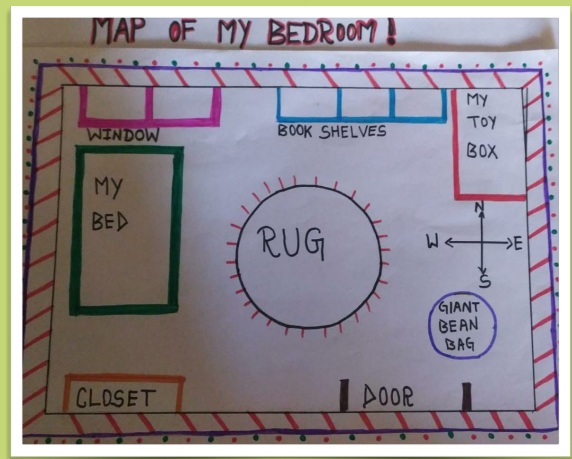 MAP OF MY BEDROOM!
WINDOW
BOOK SHELVES
MY
TOY
BOX
MY
BED
RUG
N
W
E
S
GIANT
BEAN
BAG
CLOSET
DOOR